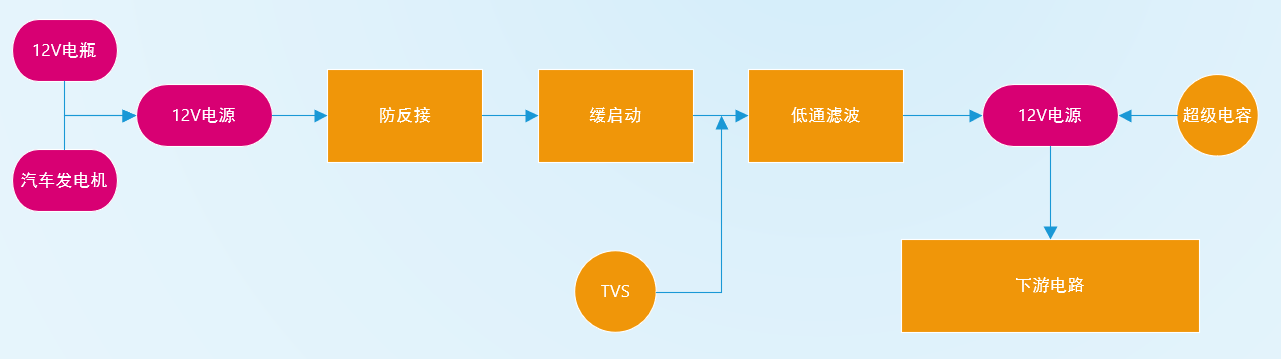 12V电瓶
汽车发电机
12V电源
防反接
缓启动
TVS
低通滤波
12V电源
超级电容
下游电路